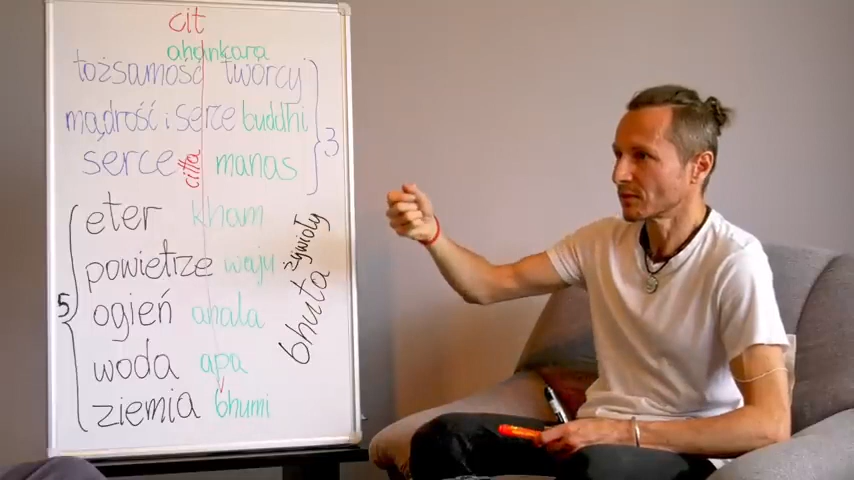 cit
ahankara
tożsamość twórcy
mądrość i serce buddhi
serce citta manas
3
eter kham
powietrze waju
ogień anala
woda apa
ziemia bhumi
5
żywioły
bhuta